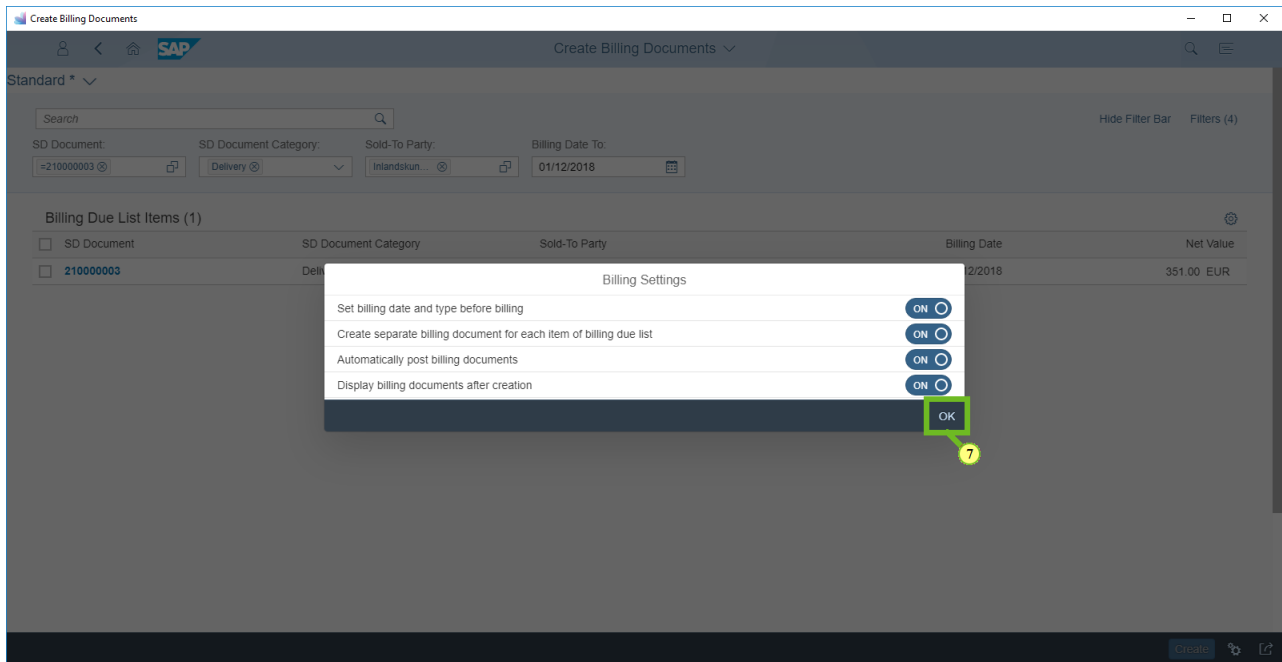 Create Billing Documents
SAP Create Billing Documents
Standard *
Search
Hide Filter Bar Filters (4)
SD Document: SD Document Category: Sold-To Party: Billing Date To:
=210000003 Delivery Inlandskun... 01/12/2018
Billing Due List Items (1)
SD Document SD Document Category Sold-To Party Billing Date Net Value
210000003 Deliv 12/2018 351.00 EUR
Billing Settings
Set billing date and type before billing ON
Create separate billing document for each item of billing due list ON
Automatically post billing documents ON
Display billing documents after creation ON
OK
7
Create